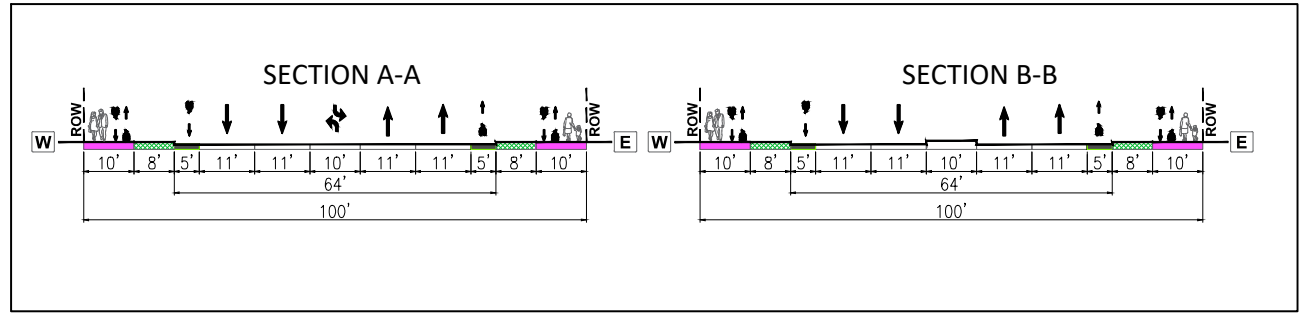 SECTION A-A
ROW
ROW
W
E
10' 8' 5' 11' 11' 10' 11' 11' 5' 8' 10'
64'
100'
SECTION B-B
ROW
ROW
W
E
10' 8' 5' 11' 11' 10' 11' 11' 5' 8' 10'
64'
100'